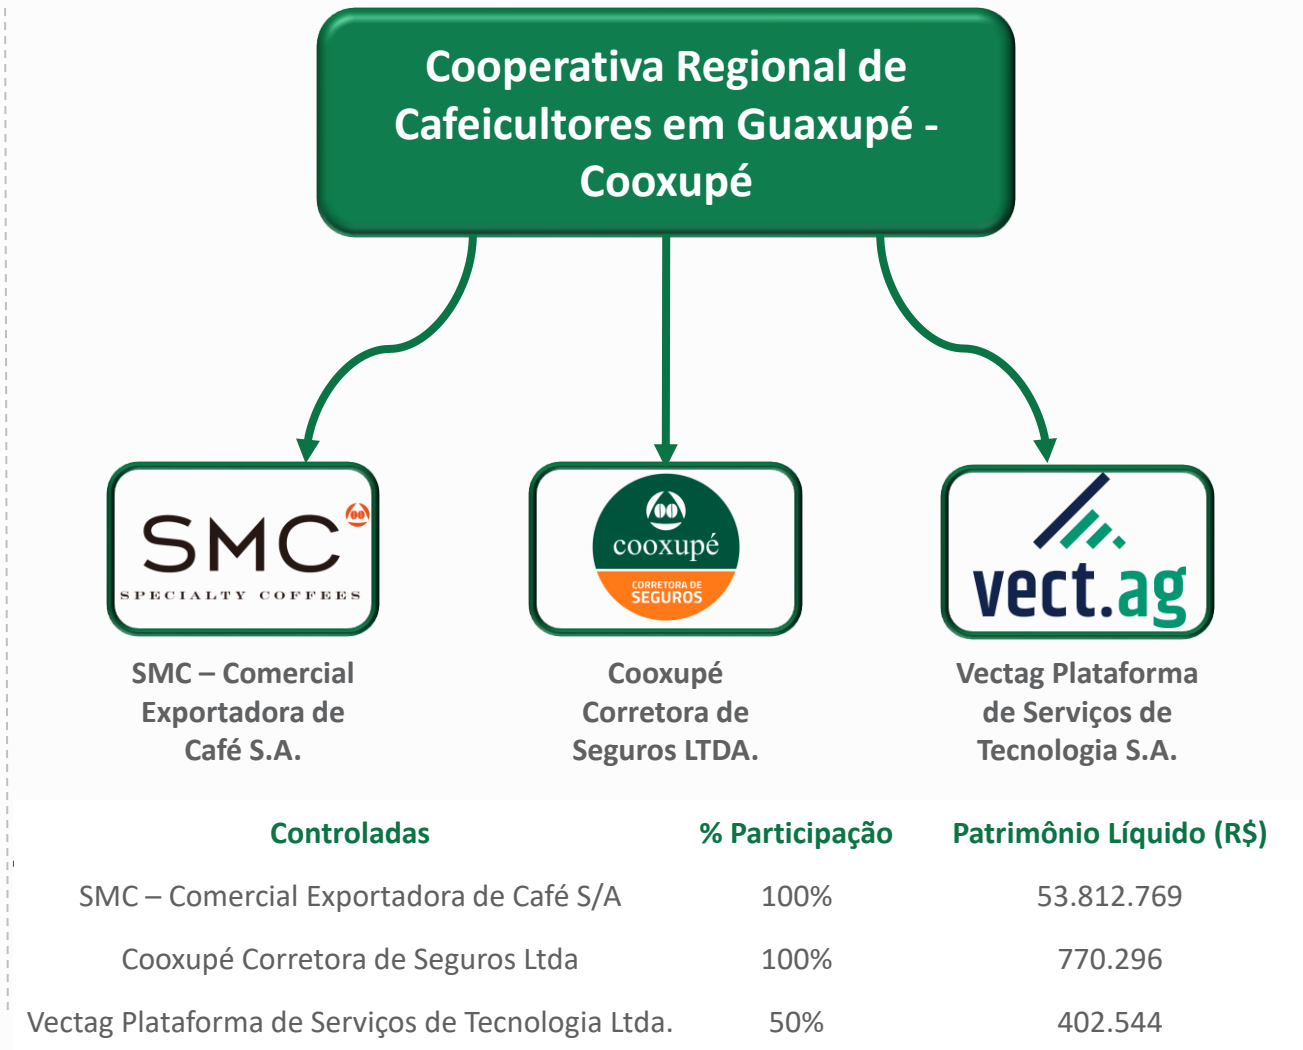 Cooperativa Regional de
Cafeicultores em Guaxupé -
Cooxupé
SMC
SPECIALTY COFFEES
cooxupé
CORRETORA DE
SEGUROS
vect.ag
SMC – Comercial
Exportadora de
Café S.A.
Cooxupé
Corretora de
Seguros LTDA.
Vectag Plataforma
de Serviços de
Tecnologia S.A.
Controladas % Participação Patrimônio Líquido (R$)
SMC – Comercial Exportadora de Café S/A 100% 53.812.769
Cooxupé Corretora de Seguros Ltda 100% 770.296
Vectag Plataforma de Serviços de Tecnologia Ltda. 50% 402.544